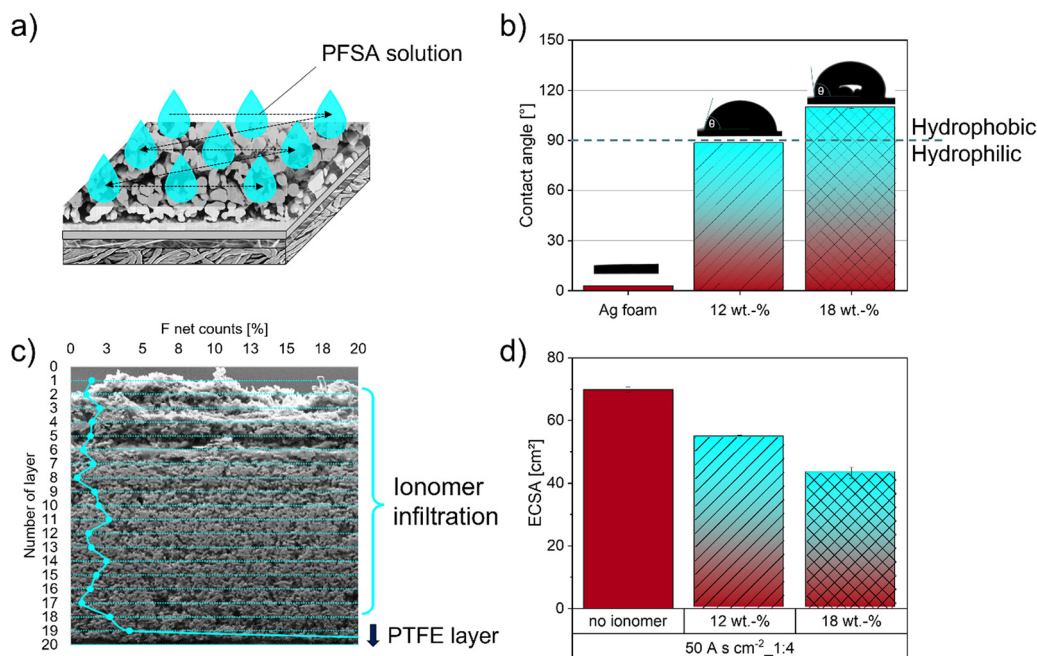 a)
PFSA solution
b)
Contact angle [°]
150
120
90
60
30
0
θ
θ
Hydrophobic
Hydrophilic
Ag foam
12 wt.-%
18 wt.-%
c)
F net counts [%]
0 3 5 8 10 13 15 18 20
Number of layer
0
1
2
3
4
5
6
7
8
9
10
11
12
13
14
15
16
17
18
19
20
Ionomer
infiltration
PTFE layer
d)
ECSA [cm²]
80
60
40
20
0
no ionomer
12 wt.-%
18 wt.-%
50 A s cm⁻²_1:4